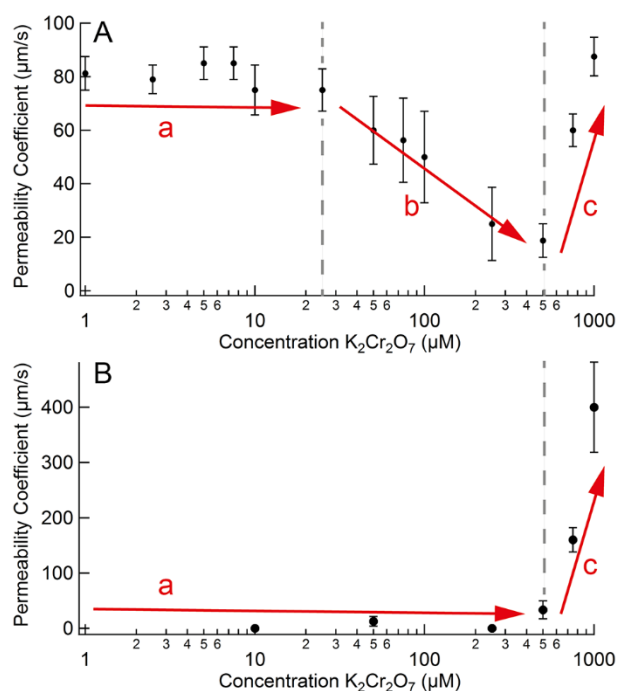 A
Permeability Coefficient (µm/s)
100
80
60
40
20
0
a
b
c
1 2 3 4 5 6 10 2 3 4 5 6 100 2 3 4 5 6 1000
Concentration K₂Cr₂O₇ (µM)
B
Permeability Coefficient (µm/s)
400
300
200
100
0
a
c
1 2 3 4 5 6 10 2 3 4 5 6 100 2 3 4 5 6 1000
Concentration K₂Cr₂O₇ (µM)